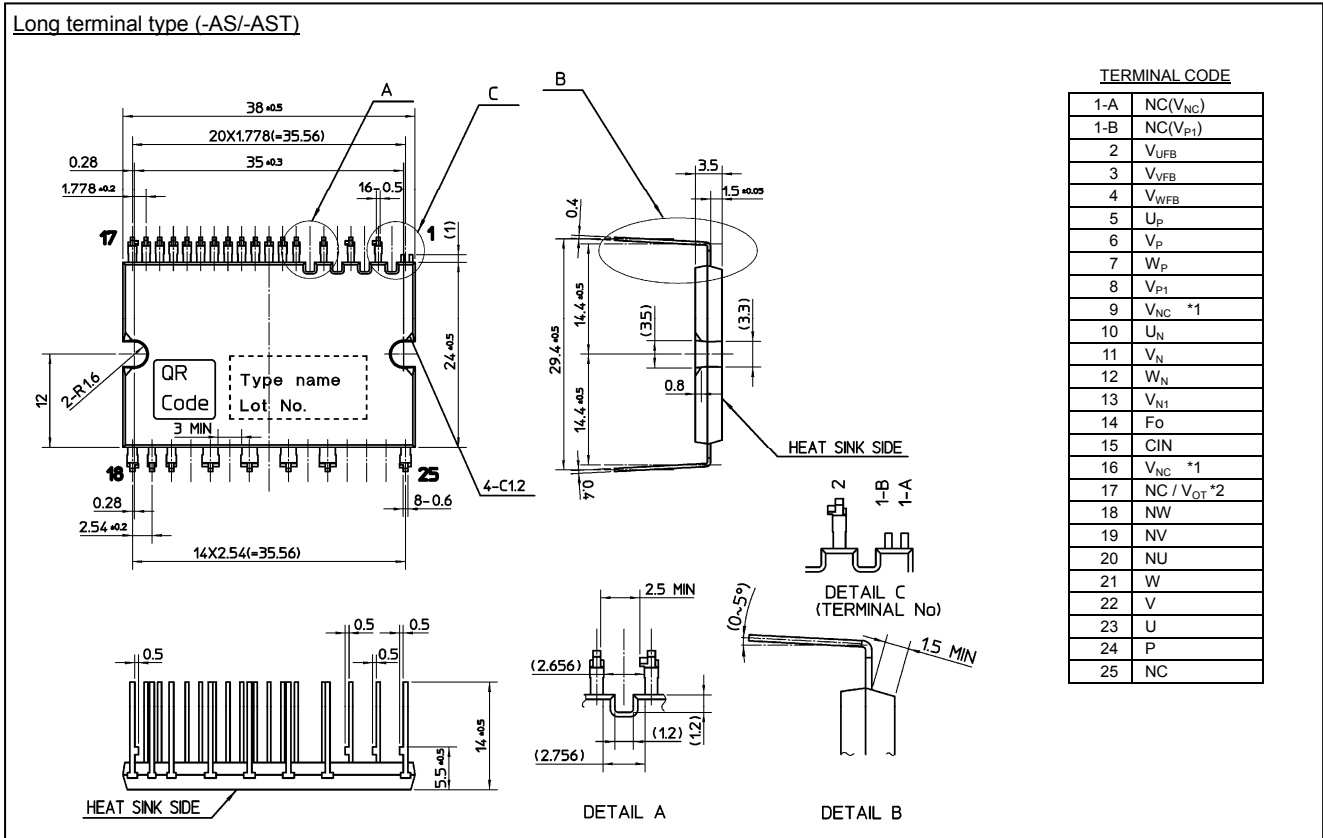 Long terminal type (-AS/-AST)
A
B
C
38 ±0.5
20X1.778(=35.56)
35 ±0.3
0.28
1.778 ±0.2
16-0.5
17
1
(1)
2-R1.6
12
24 ±0.5
QR
Code
Type name
Lot No.
3 MIN
18
25
4-C1.2
8-0.6
0.28
2.54 ±0.2
14X2.54(=35.56)
3.5
1.5 ±0.05
0.4
14.4 ±0.5
29.4 ±0.5
(3.5)
(3.3)
0.8
14.4 ±0.5
0.4
HEAT SINK SIDE
2
1-B
1-A
DETAIL C
(TERMINAL No)
0.5
0.5
0.5
0.5
14 ±0.5
5.5 ±0.5
HEAT SINK SIDE
2.5 MIN
(2.656)
(1.2)
(1.2)
(2.756)
DETAIL A
(0~5°)
1.5 MIN
DETAIL B
TERMINAL CODE
1-A NC(VNC)
1-B NC(VP1)
2 VUFB
3 VVFB
4 VWFB
5 UP
6 VP
7 WP
8 VP1
9 VNC *1
10 UN
11 VN
12 WN
13 VN1
14 Fo
15 CIN
16 VNC *1
17 NC / VOT *2
18 NW
19 NV
20 NU
21 W
22 V
23 U
24 P
25 NC